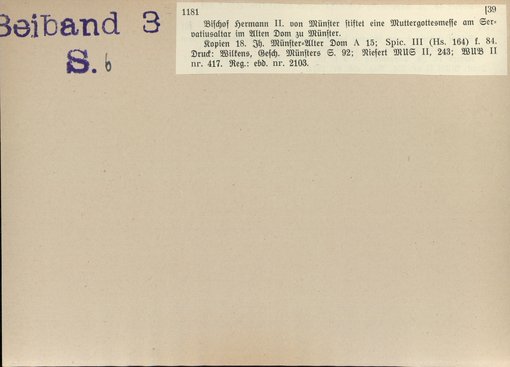 Beiband 3
S. 6
1181 [39
Bischof Hermann II. von Münster stiftet eine Muttergottesmesse am Ser-
vatiusaltar im Alten Dom zu Münster.
Kopien 18. Jh. Münster-Alter Dom A 15; Spic. III (Hs. 164) f. 84.
Druck: Wilkens, Gesch. Münsters S. 92; Niesert MUS II, 243; WUB II
nr. 417. Reg.: ebd. nr. 2103.